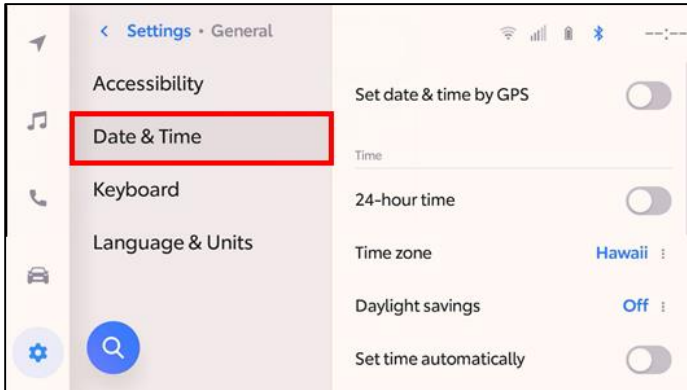 Settings • General
--:--
Accessibility
Date & Time
Keyboard
Language & Units
Set date & time by GPS
Time
24-hour time
Time zone Hawaii
Daylight savings Off
Set time automatically